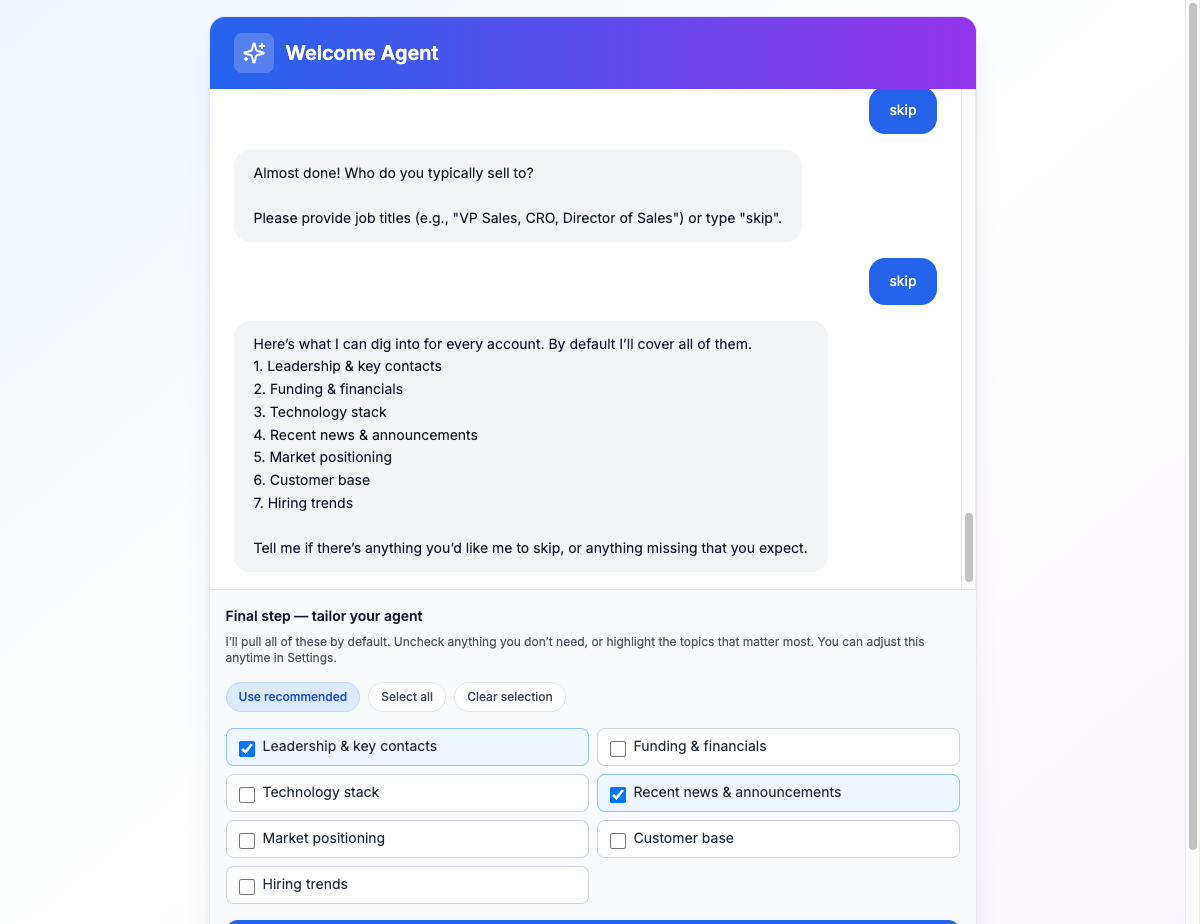 Welcome Agent
skip
Almost done! Who do you typically sell to?
Please provide job titles (e.g., "VP Sales, CRO, Director of Sales") or type "skip".
skip
Here’s what I can dig into for every account. By default I’ll cover all of them.
1. Leadership & key contacts
2. Funding & financials
3. Technology stack
4. Recent news & announcements
5. Market positioning
6. Customer base
7. Hiring trends
Tell me if there’s anything you’d like me to skip, or anything missing that you expect.
Final step — tailor your agent
I’ll pull all of these by default. Uncheck anything you don’t need, or highlight the topics that matter most. You can adjust this
anytime in Settings.
Use recommended Select all Clear selection
Leadership & key contacts Funding & financials
Technology stack Recent news & announcements
Market positioning Customer base
Hiring trends